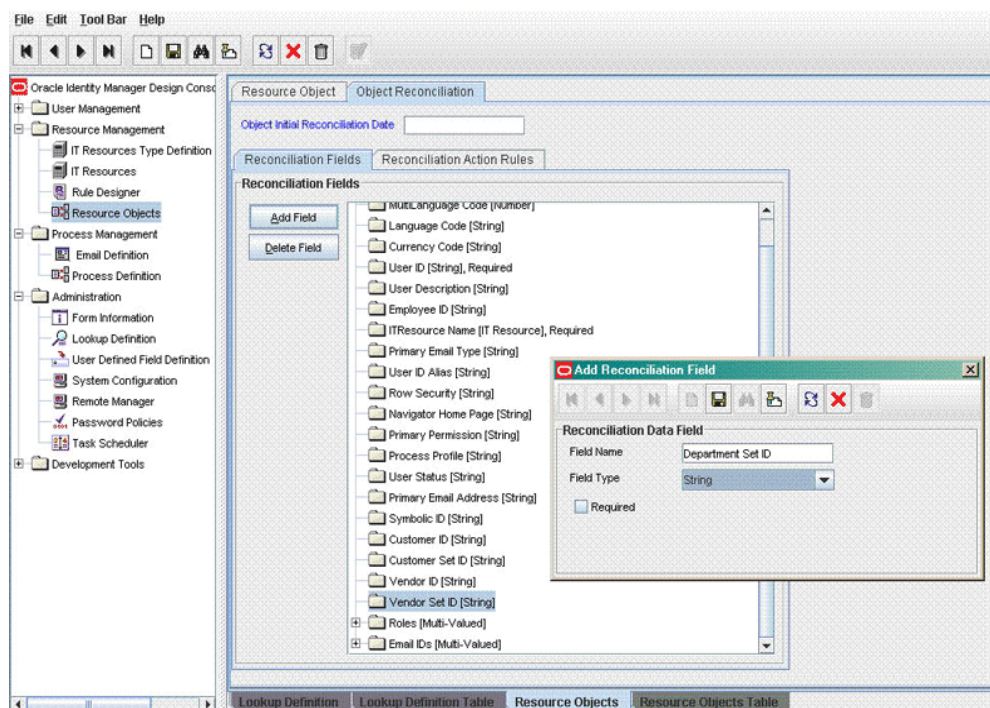 File Edit Tool Bar Help
Oracle Identity Manager Design Conso
User Management
Resource Management
IT Resources Type Definition
IT Resources
Rule Designer
Resource Objects
Process Management
Email Definition
Process Definition
Administration
Form Information
Lookup Definition
User Defined Field Definition
System Configuration
Remote Manager
Password Policies
Task Scheduler
Development Tools
Resource Object Object Reconciliation
Object Initial Reconciliation Date
Reconciliation Fields Reconciliation Action Rules
Reconciliation Fields
Add Field
Delete Field
MultiLanguage Code [Number]
Language Code [String]
Currency Code [String]
User ID [String], Required
User Description [String]
Employee ID [String]
ITResource Name [IT Resource], Required
Primary Email Type [String]
User ID Alias [String]
Row Security [String]
Navigator Home Page [String]
Primary Permission [String]
Process Profile [String]
User Status [String]
Primary Email Address [String]
Symbolic ID [String]
Customer ID [String]
Customer Set ID [String]
Vendor ID [String]
Vendor Set ID [String]
Roles [Multi-Valued]
Email IDs [Multi-Valued]
Add Reconciliation Field
Reconciliation Data Field
Field Name Department Set ID
Field Type String
Required
Lookup Definition Lookup Definition Table Resource Objects Resource Objects Table